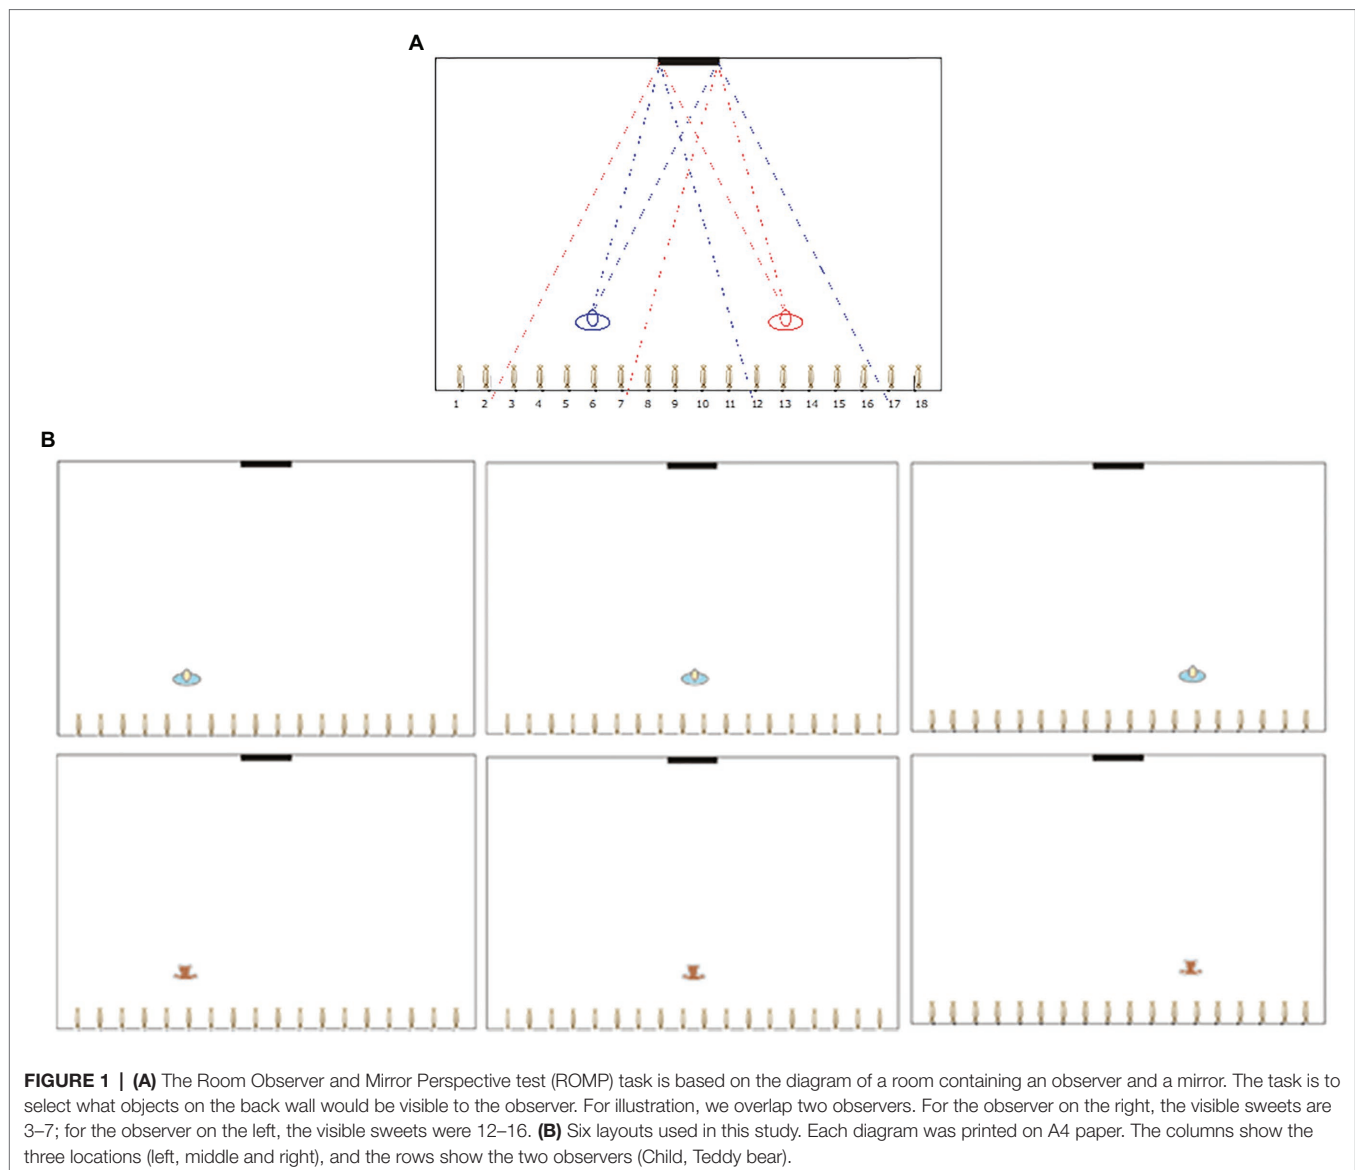 A
1 2 3 4 5 6 7 8 9 10 11 12 13 14 15 16 17 18
B
FIGURE 1 | (A) The Room Observer and Mirror Perspective test (ROMP) task is based on the diagram of a room containing an observer and a mirror. The task is to
select what objects on the back wall would be visible to the observer. For illustration, we overlap two observers. For the observer on the right, the visible sweets are
3–7; for the observer on the left, the visible sweets were 12–16. (B) Six layouts used in this study. Each diagram was printed on A4 paper. The columns show the
three locations (left, middle and right), and the rows show the two observers (Child, Teddy bear).